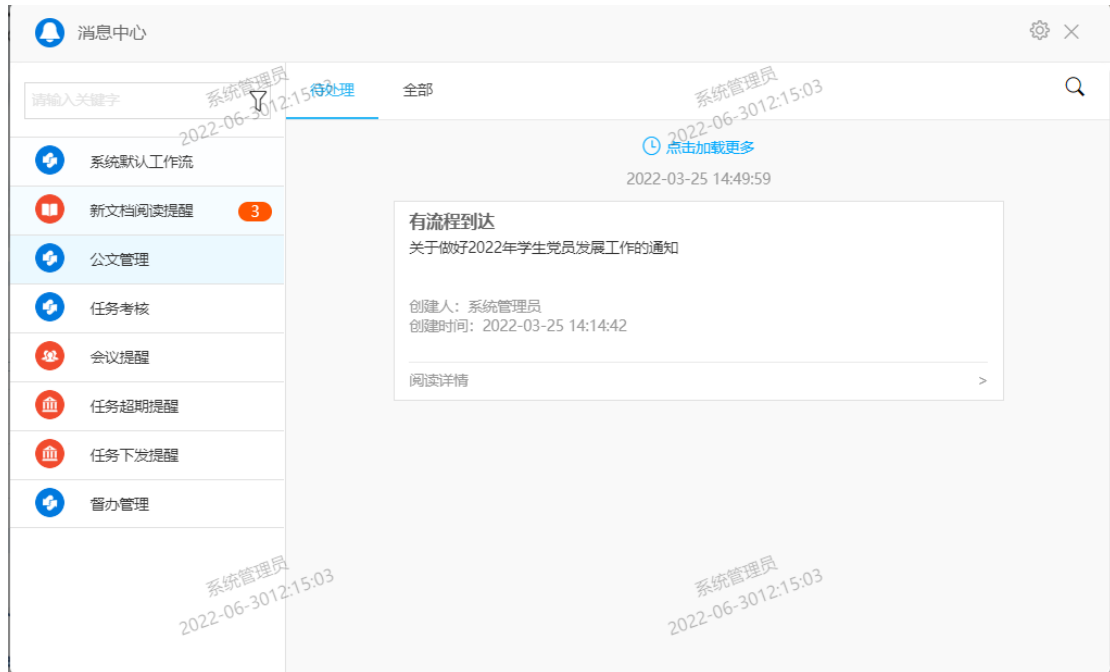 消息中心
请输入关键字
待处理
全部
系统默认工作流
新文档阅读提醒
3
公文管理
任务考核
会议提醒
任务超期提醒
任务下发提醒
督办管理
点击加载更多
2022-03-25 14:49:59
有流程到达
关于做好2022年学生党员发展工作的通知
创建人：系统管理员
创建时间：2022-03-25 14:14:42
阅读详情
>
系统管理员
2022-06-3012:15:03
系统管理员
2022-06-3012:15:03
系统管理员
2022-06-3012:15:03
系统管理员
2022-06-3012:15:03